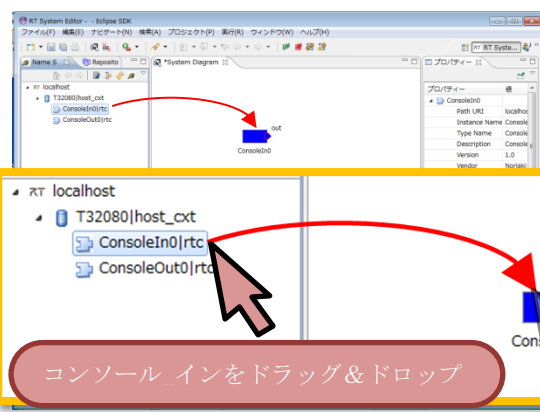 RT System Editor - - Eclipse SDK
ファイル(F) 編集(E) ナビゲート(N) 検索(A) プロジェクト(P) 実行(R) ウィンドウ(W) ヘルプ(H)
RT RT Syste...
Name S
Reposito
*System Diagram
プロパティー
RT localhost
T32080|host_cxt
ConsoleIn0|rtc
ConsoleOut0|rtc
out
ConsoleIn0
プロパティー 値
ConsoleIn0
Path URI localhos
Instance Name Console
Type Name Console
Description Console
Version 1.0
Vendor Noriaki
RT localhost
T32080|host_cxt
ConsoleIn0|rtc
ConsoleOut0|rtc
Con
コンソール_インをドラッグ&ドロップ